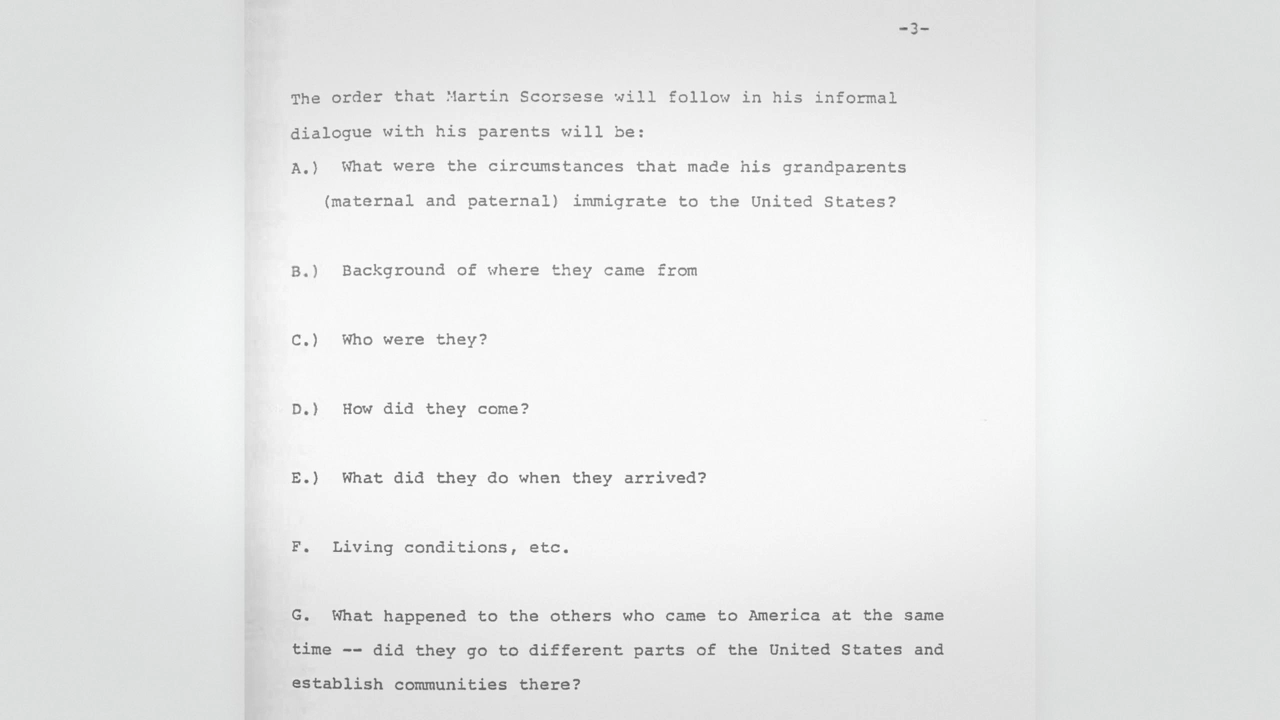 -3-
The order that Martin Scorsese will follow in his informal
dialogue with his parents will be:
A.) What were the circumstances that made his grandparents
(maternal and paternal) immigrate to the United States?
B.) Background of where they came from
C.) Who were they?
D.) How did they come?
E.) What did they do when they arrived?
F. Living conditions, etc.
G. What happened to the others who came to America at the same
time -- did they go to different parts of the United States and
establish communities there?